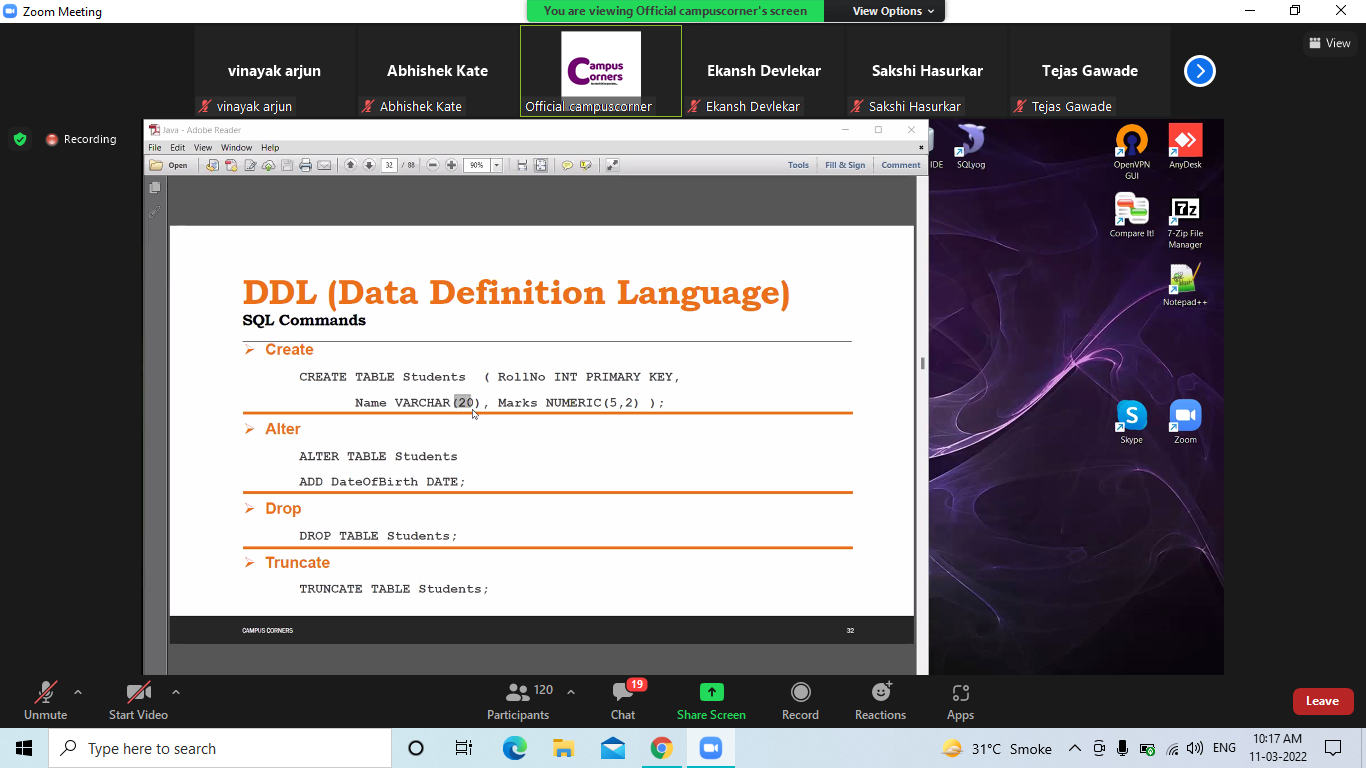 Zoom Meeting
You are viewing Official campuscorner's screen
View Options
View
vinayak arjun
Abhishek Kate
Campus
Corners
Ekansh Devlekar
Sakshi Hasurkar
Tejas Gawade
vinayak arjun
Abhishek Kate
Official campuscorner
Ekansh Devlekar
Sakshi Hasurkar
Tejas Gawade
Recording
Java - Adobe Reader
File Edit View Window Help
Open 32 / 88 90% Tools Fill & Sign Comment
IDE
SQLyog
OpenVPN
GUI
AnyDesk
Compare It!
7z
7-Zip File
Manager
Notepad++
Skype
Zoom
DDL (Data Definition Language)
SQL Commands
Create
CREATE TABLE Students ( RollNo INT PRIMARY KEY,
Name VARCHAR(20), Marks NUMERIC(5,2) );
Alter
ALTER TABLE Students
ADD DateOfBirth DATE;
Drop
DROP TABLE Students;
Truncate
TRUNCATE TABLE Students;
CAMPUS CORNERS 32
Unmute
Start Video
120
Participants
19
Chat
Share Screen
Record
Reactions
Apps
Leave
Type here to search
31°C Smoke
ENG
10:17 AM
11-03-2022